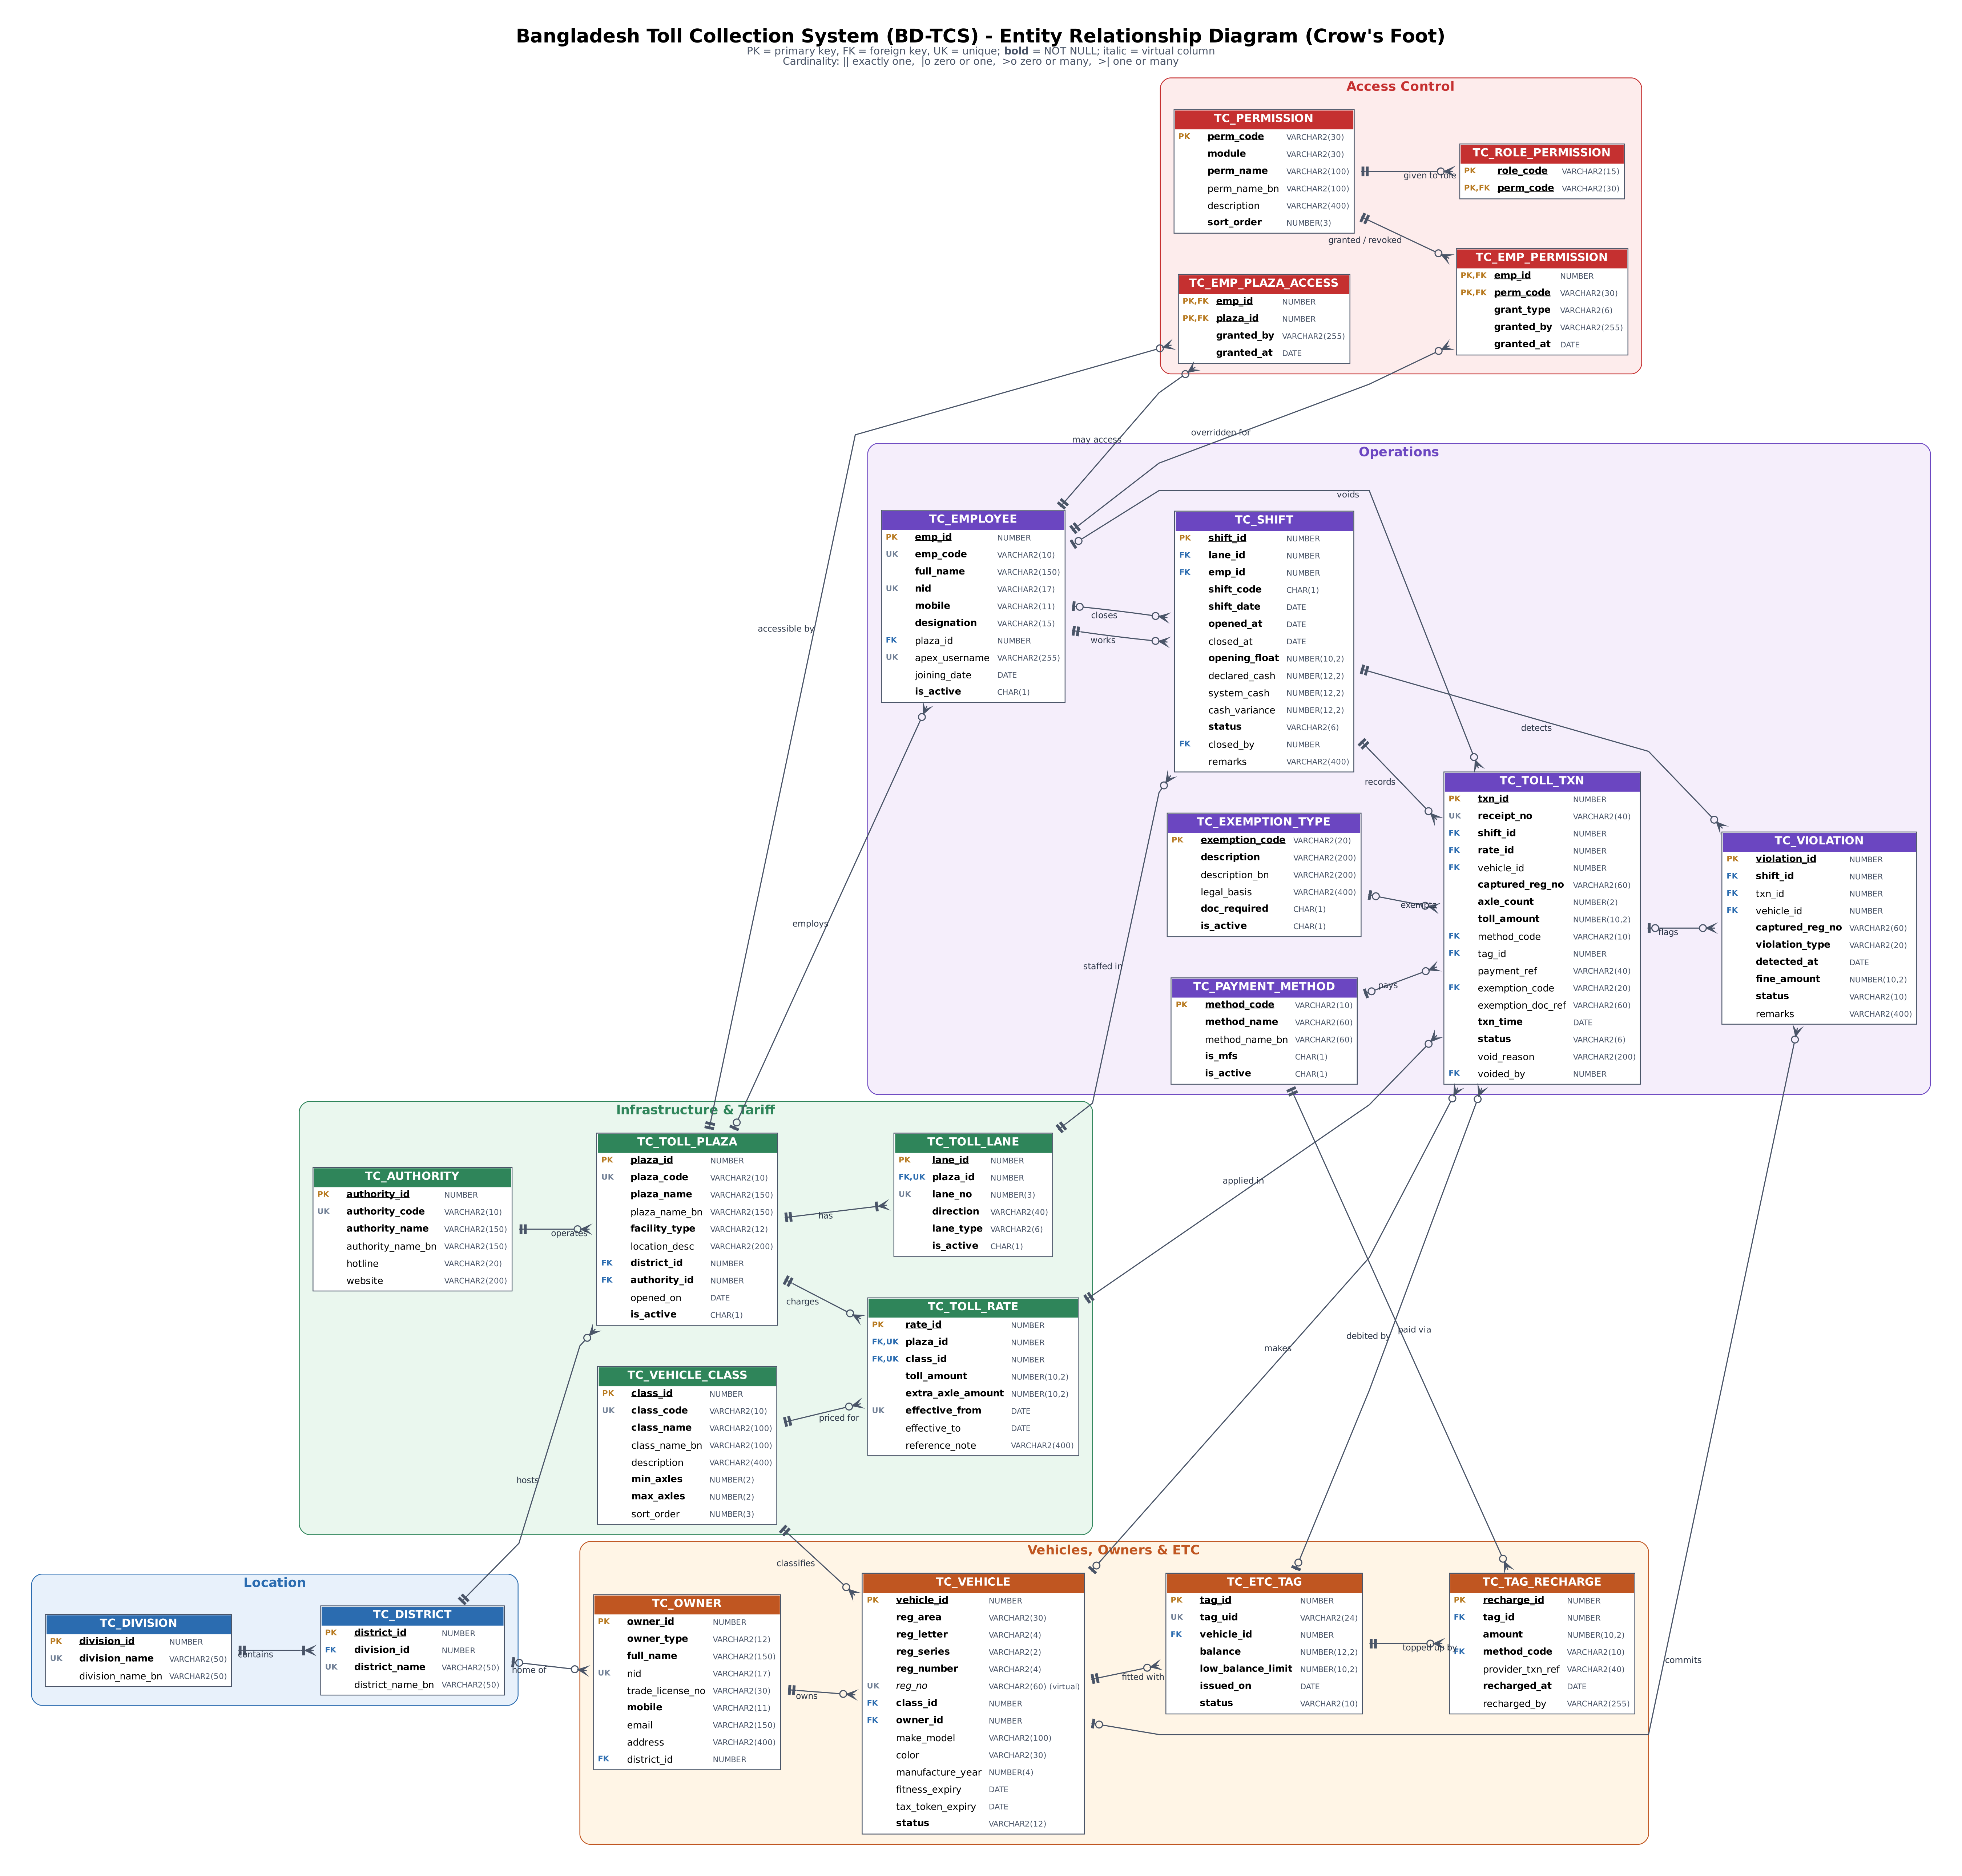 Bangladesh Toll Collection System (BD-TCS) - Entity Relationship Diagram (Crow's Foot)
PK = primary key, FK = foreign key, UK = unique; bold = NOT NULL; italic = virtual column
Cardinality: || exactly one, |o zero or one, >o zero or many, >| one or many
Access Control
TC_PERMISSION
PK perm_code VARCHAR2(30)
module VARCHAR2(30)
perm_name VARCHAR2(100)
perm_name_bn VARCHAR2(100)
description VARCHAR2(400)
sort_order NUMBER(3)
given to role
TC_ROLE_PERMISSION
PK role_code VARCHAR2(15)
PK,FK perm_code VARCHAR2(30)
granted / revoked
TC_EMP_PERMISSION
PK,FK emp_id NUMBER
PK,FK perm_code VARCHAR2(30)
grant_type VARCHAR2(6)
granted_by VARCHAR2(255)
granted_at DATE
TC_EMP_PLAZA_ACCESS
PK,FK emp_id NUMBER
PK,FK plaza_id NUMBER
granted_by VARCHAR2(255)
granted_at DATE
may access
overridden for
accessible by
Operations
voids
TC_EMPLOYEE
PK emp_id NUMBER
UK emp_code VARCHAR2(10)
full_name VARCHAR2(150)
UK nid VARCHAR2(17)
mobile VARCHAR2(11)
designation VARCHAR2(15)
FK plaza_id NUMBER
UK apex_username VARCHAR2(255)
joining_date DATE
is_active CHAR(1)
closes
works
TC_SHIFT
PK shift_id NUMBER
FK lane_id NUMBER
FK emp_id NUMBER
shift_code CHAR(1)
shift_date DATE
opened_at DATE
closed_at DATE
opening_float NUMBER(10,2)
declared_cash NUMBER(12,2)
system_cash NUMBER(12,2)
cash_variance NUMBER(12,2)
status VARCHAR2(6)
FK closed_by NUMBER
remarks VARCHAR2(400)
detects
records
TC_EXEMPTION_TYPE
PK exemption_code VARCHAR2(20)
description VARCHAR2(200)
description_bn VARCHAR2(200)
legal_basis VARCHAR2(400)
doc_required CHAR(1)
is_active CHAR(1)
exempts
TC_PAYMENT_METHOD
PK method_code VARCHAR2(10)
method_name VARCHAR2(60)
method_name_bn VARCHAR2(60)
is_mfs CHAR(1)
is_active CHAR(1)
pays
TC_TOLL_TXN
PK txn_id NUMBER
UK receipt_no VARCHAR2(40)
FK shift_id NUMBER
FK rate_id NUMBER
FK vehicle_id NUMBER
captured_reg_no VARCHAR2(60)
axle_count NUMBER(2)
toll_amount NUMBER(10,2)
FK method_code VARCHAR2(10)
FK tag_id NUMBER
payment_ref VARCHAR2(40)
FK exemption_code VARCHAR2(20)
exemption_doc_ref VARCHAR2(60)
txn_time DATE
status VARCHAR2(6)
void_reason VARCHAR2(200)
FK voided_by NUMBER
flags
TC_VIOLATION
PK violation_id NUMBER
FK shift_id NUMBER
FK txn_id NUMBER
FK vehicle_id NUMBER
captured_reg_no VARCHAR2(60)
violation_type VARCHAR2(20)
detected_at DATE
fine_amount NUMBER(10,2)
status VARCHAR2(10)
remarks VARCHAR2(400)
employs
staffed in
Infrastructure & Tariff
TC_AUTHORITY
PK authority_id NUMBER
UK authority_code VARCHAR2(10)
authority_name VARCHAR2(150)
authority_name_bn VARCHAR2(150)
hotline VARCHAR2(20)
website VARCHAR2(200)
operates
TC_TOLL_PLAZA
PK plaza_id NUMBER
UK plaza_code VARCHAR2(10)
plaza_name VARCHAR2(150)
plaza_name_bn VARCHAR2(150)
facility_type VARCHAR2(12)
location_desc VARCHAR2(200)
FK district_id NUMBER
FK authority_id NUMBER
opened_on DATE
is_active CHAR(1)
has
charges
TC_TOLL_LANE
PK lane_id NUMBER
FK,UK plaza_id NUMBER
UK lane_no NUMBER(3)
direction VARCHAR2(40)
lane_type VARCHAR2(6)
is_active CHAR(1)
TC_TOLL_RATE
PK rate_id NUMBER
FK,UK plaza_id NUMBER
FK,UK class_id NUMBER
toll_amount NUMBER(10,2)
extra_axle_amount NUMBER(10,2)
UK effective_from DATE
effective_to DATE
reference_note VARCHAR2(400)
TC_VEHICLE_CLASS
PK class_id NUMBER
UK class_code VARCHAR2(10)
class_name VARCHAR2(100)
class_name_bn VARCHAR2(100)
description VARCHAR2(400)
min_axles NUMBER(2)
max_axles NUMBER(2)
sort_order NUMBER(3)
priced for
applied in
makes
debited by
paid via
hosts
classifies
commits
Location
TC_DIVISION
PK division_id NUMBER
UK division_name VARCHAR2(50)
division_name_bn VARCHAR2(50)
contains
TC_DISTRICT
PK district_id NUMBER
FK division_id NUMBER
UK district_name VARCHAR2(50)
district_name_bn VARCHAR2(50)
home of
Vehicles, Owners & ETC
TC_OWNER
PK owner_id NUMBER
owner_type VARCHAR2(12)
full_name VARCHAR2(150)
UK nid VARCHAR2(17)
trade_license_no VARCHAR2(30)
mobile VARCHAR2(11)
email VARCHAR2(150)
address VARCHAR2(400)
FK district_id NUMBER
owns
TC_VEHICLE
PK vehicle_id NUMBER
reg_area VARCHAR2(30)
reg_letter VARCHAR2(4)
reg_series VARCHAR2(2)
reg_number VARCHAR2(4)
UK reg_no VARCHAR2(60) (virtual)
FK class_id NUMBER
FK owner_id NUMBER
make_model VARCHAR2(100)
color VARCHAR2(30)
manufacture_year NUMBER(4)
fitness_expiry DATE
tax_token_expiry DATE
status VARCHAR2(12)
fitted with
TC_ETC_TAG
PK tag_id NUMBER
UK tag_uid VARCHAR2(24)
FK vehicle_id NUMBER
balance NUMBER(12,2)
low_balance_limit NUMBER(10,2)
issued_on DATE
status VARCHAR2(10)
topped up by
TC_TAG_RECHARGE
PK recharge_id NUMBER
FK tag_id NUMBER
amount NUMBER(10,2)
FK method_code VARCHAR2(10)
provider_txn_ref VARCHAR2(40)
recharged_at DATE
recharged_by VARCHAR2(255)